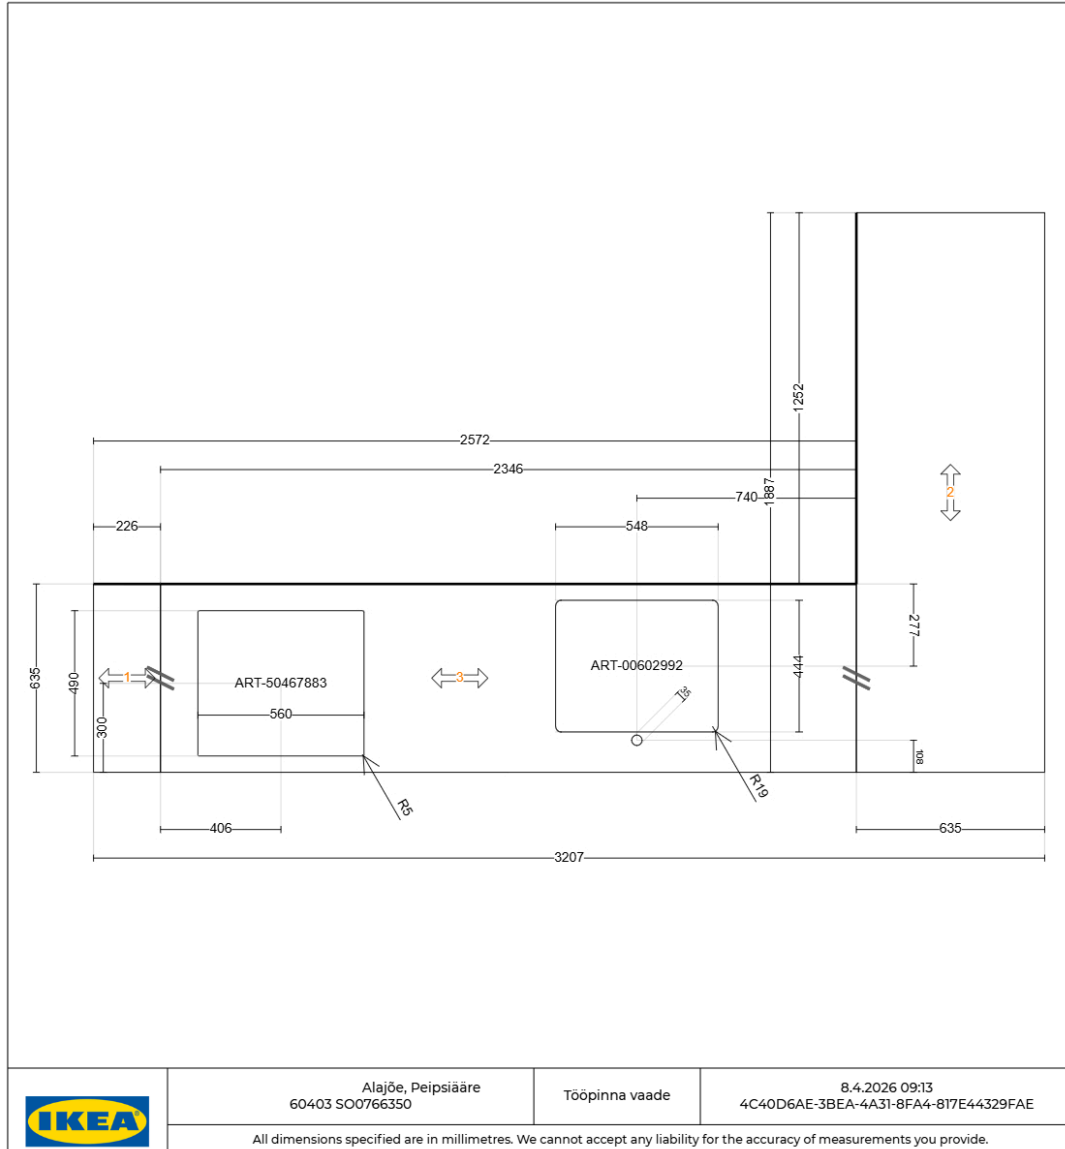 1252
2572
2346
1887
740
2
226
548
277
635
490
1
300
ART-50467883
3
ART-00602992
444
35
560
108
R5
R19
406
635
3207
IKEA
Alajõe, Peipsiääre
60403 SO0766350
Tööpinna vaade
8.4.2026 09:13
4C40D6AE-3BEA-4A31-8FA4-817E44329FAE
All dimensions specified are in millimetres. We cannot accept any liability for the accuracy of measurements you provide.